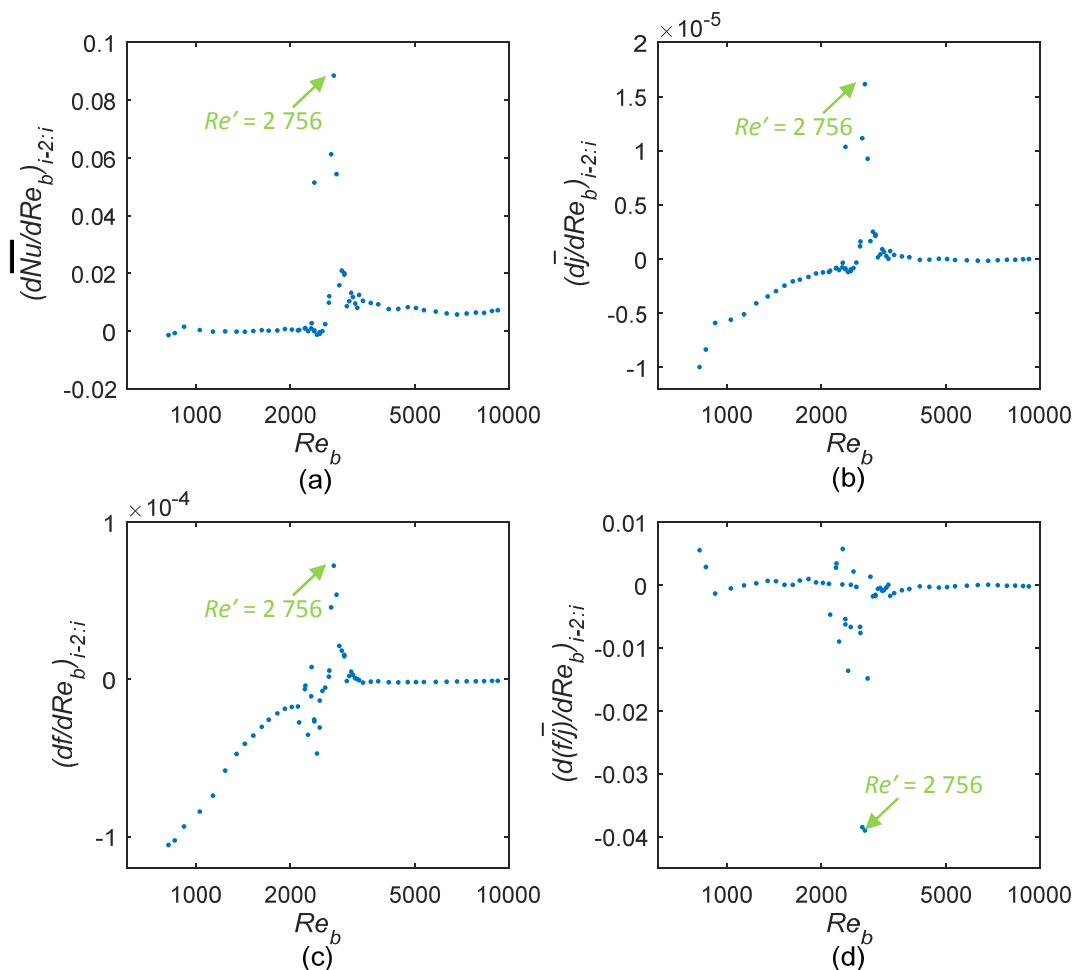 0.1
0.08
0.06
0.04
0.02
0
-0.02
(dNu/dRe_b)_{i-2:i}
Re′ = 2 756
1000 2000 5000 10000
Re_b
(a)
× 10^{-5}
2
1.5
1
0.5
0
-0.5
-1
(dj̄/dRe_b)_{i-2:i}
Re′ = 2 756
1000 2000 5000 10000
Re_b
(b)
× 10^{-4}
1
0
-1
(df/dRe_b)_{i-2:i}
Re′ = 2 756
1000 2000 5000 10000
Re_b
(c)
0.01
0
-0.01
-0.02
-0.03
-0.04
(d(f/j̄)/dRe_b)_{i-2:i}
Re′ = 2 756
1000 2000 5000 10000
Re_b
(d)